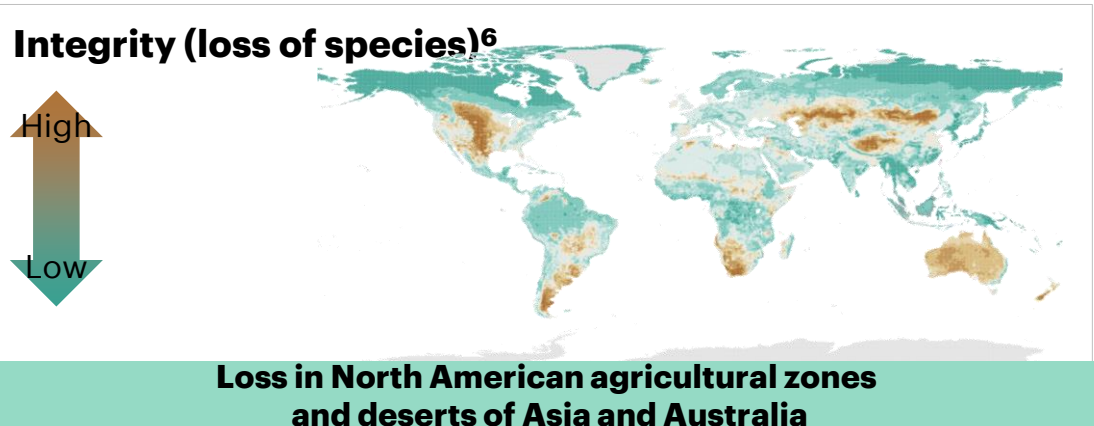 Integrity (loss of species)⁶
High
Low
Loss in North American agricultural zones
and deserts of Asia and Australia